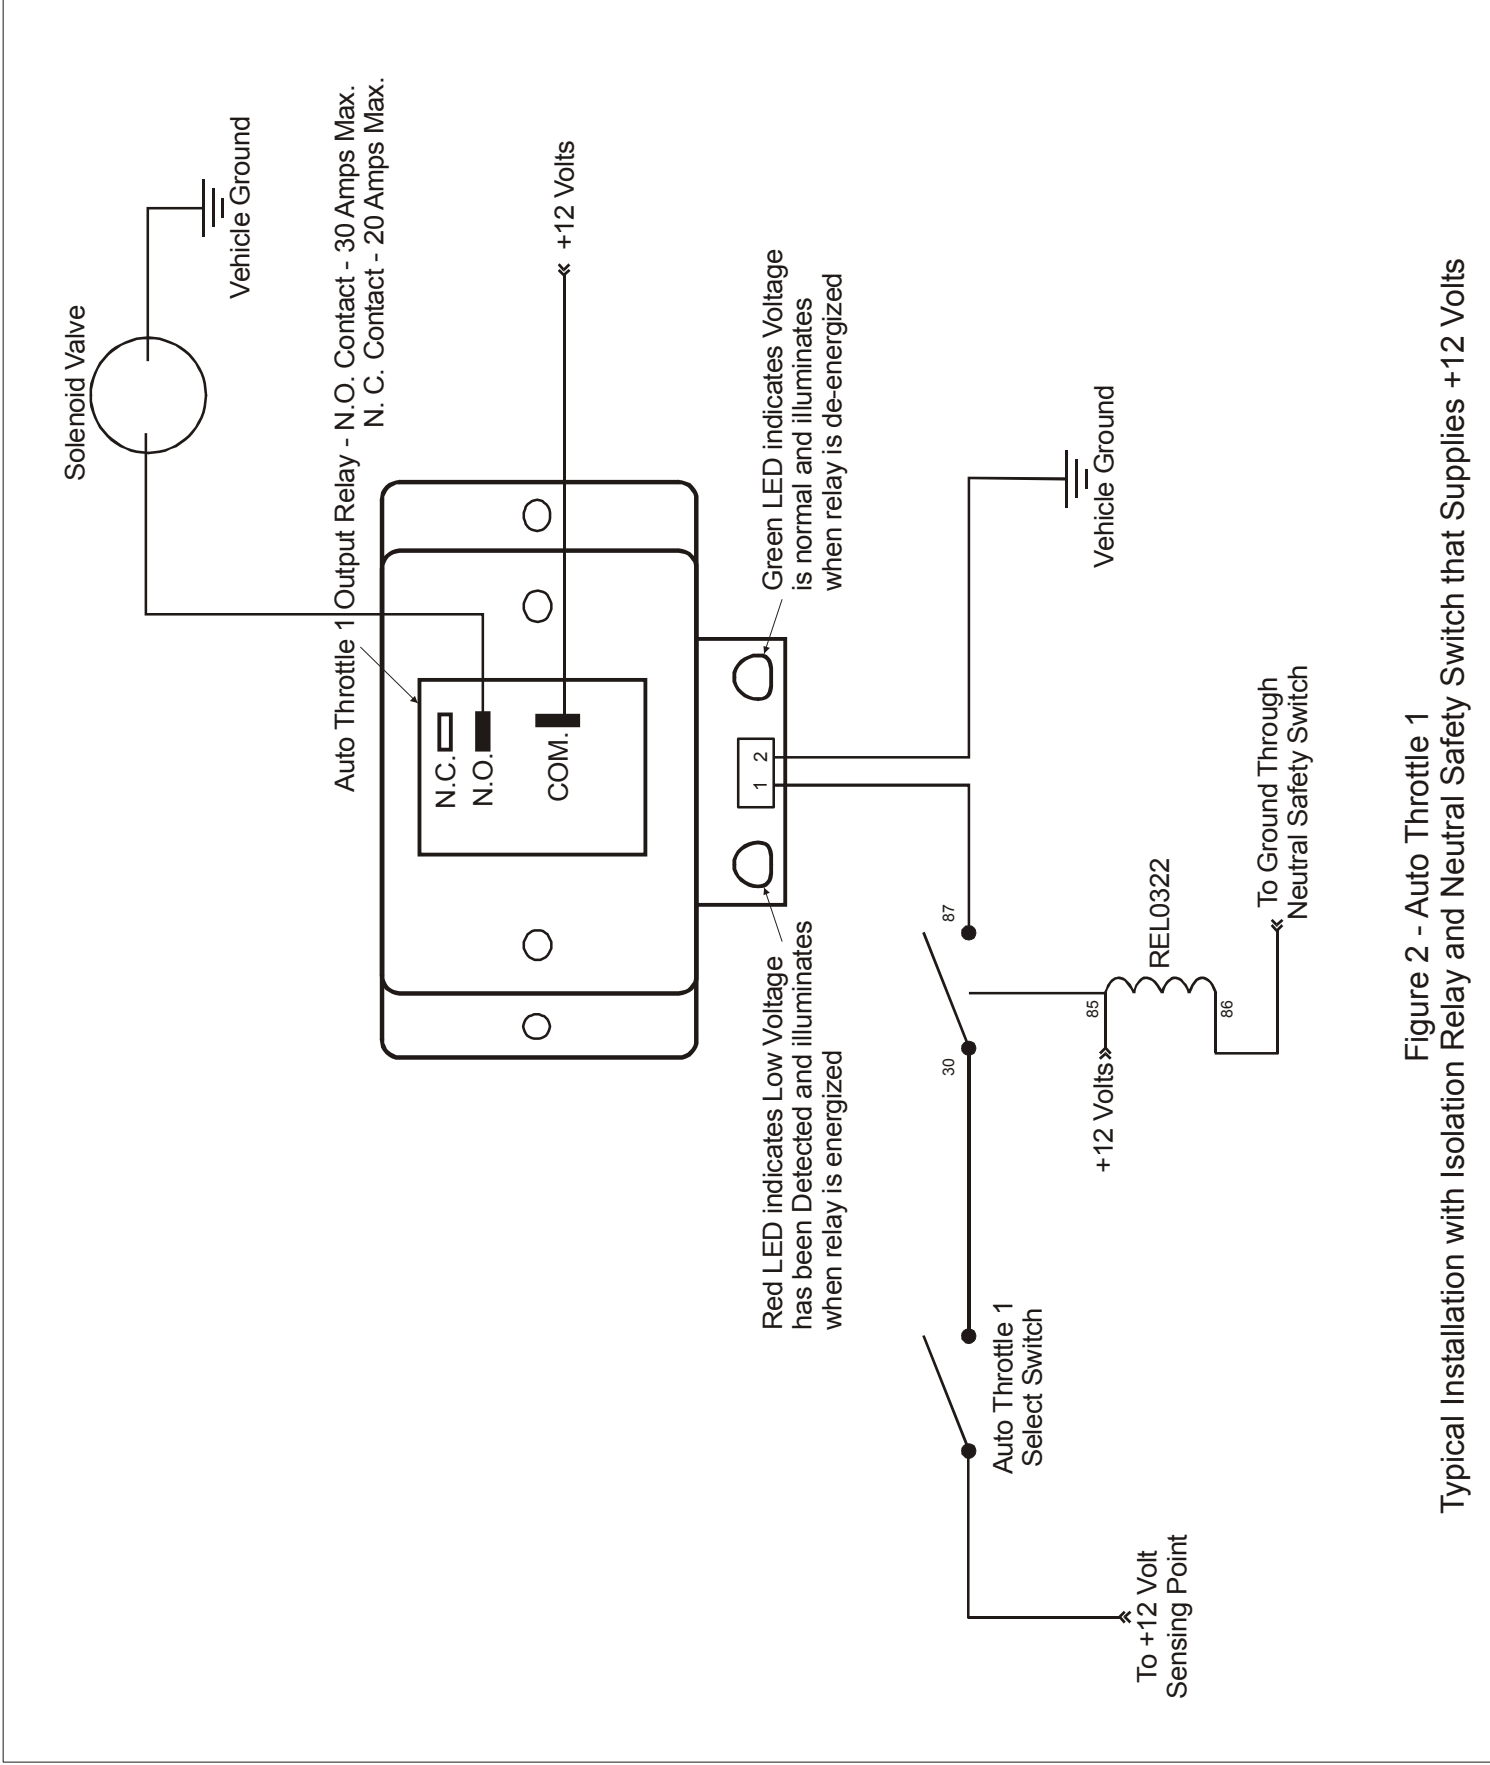 Solenoid Valve
Vehicle Ground
Auto Throttle 1 Output Relay - N.O. Contact - 30 Amps Max.
N. C. Contact - 20 Amps Max.
N.C.
N.O.
COM.
+12 Volts
1
2
Red LED indicates Low Voltage
has been Detected and illuminates
when relay is energized
Green LED indicates Voltage
is normal and illuminates
when relay is de-energized
30
87
Auto Throttle 1
Select Switch
To +12 Volt
Sensing Point
+12 Volts
85
86
REL0322
Vehicle Ground
To Ground Through
Neutral Safety Switch
Figure 2 - Auto Throttle 1
Typical Installation with Isolation Relay and Neutral Safety Switch that Supplies +12 Volts